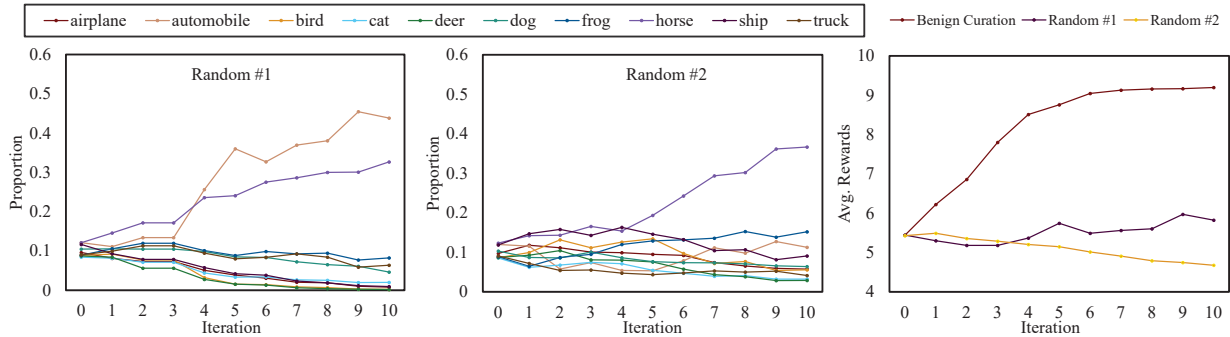 airplane automobile bird cat deer dog frog horse ship truck
Benign Curation Random #1 Random #2
Random #1
Proportion
0.6
0.5
0.4
0.3
0.2
0.1
0
0 1 2 3 4 5 6 7 8 9 10
Iteration
Random #2
Proportion
0.6
0.5
0.4
0.3
0.2
0.1
0
0 1 2 3 4 5 6 7 8 9 10
Iteration
Avg. Rewards
10
9
8
7
6
5
4
0 1 2 3 4 5 6 7 8 9 10
Iteration